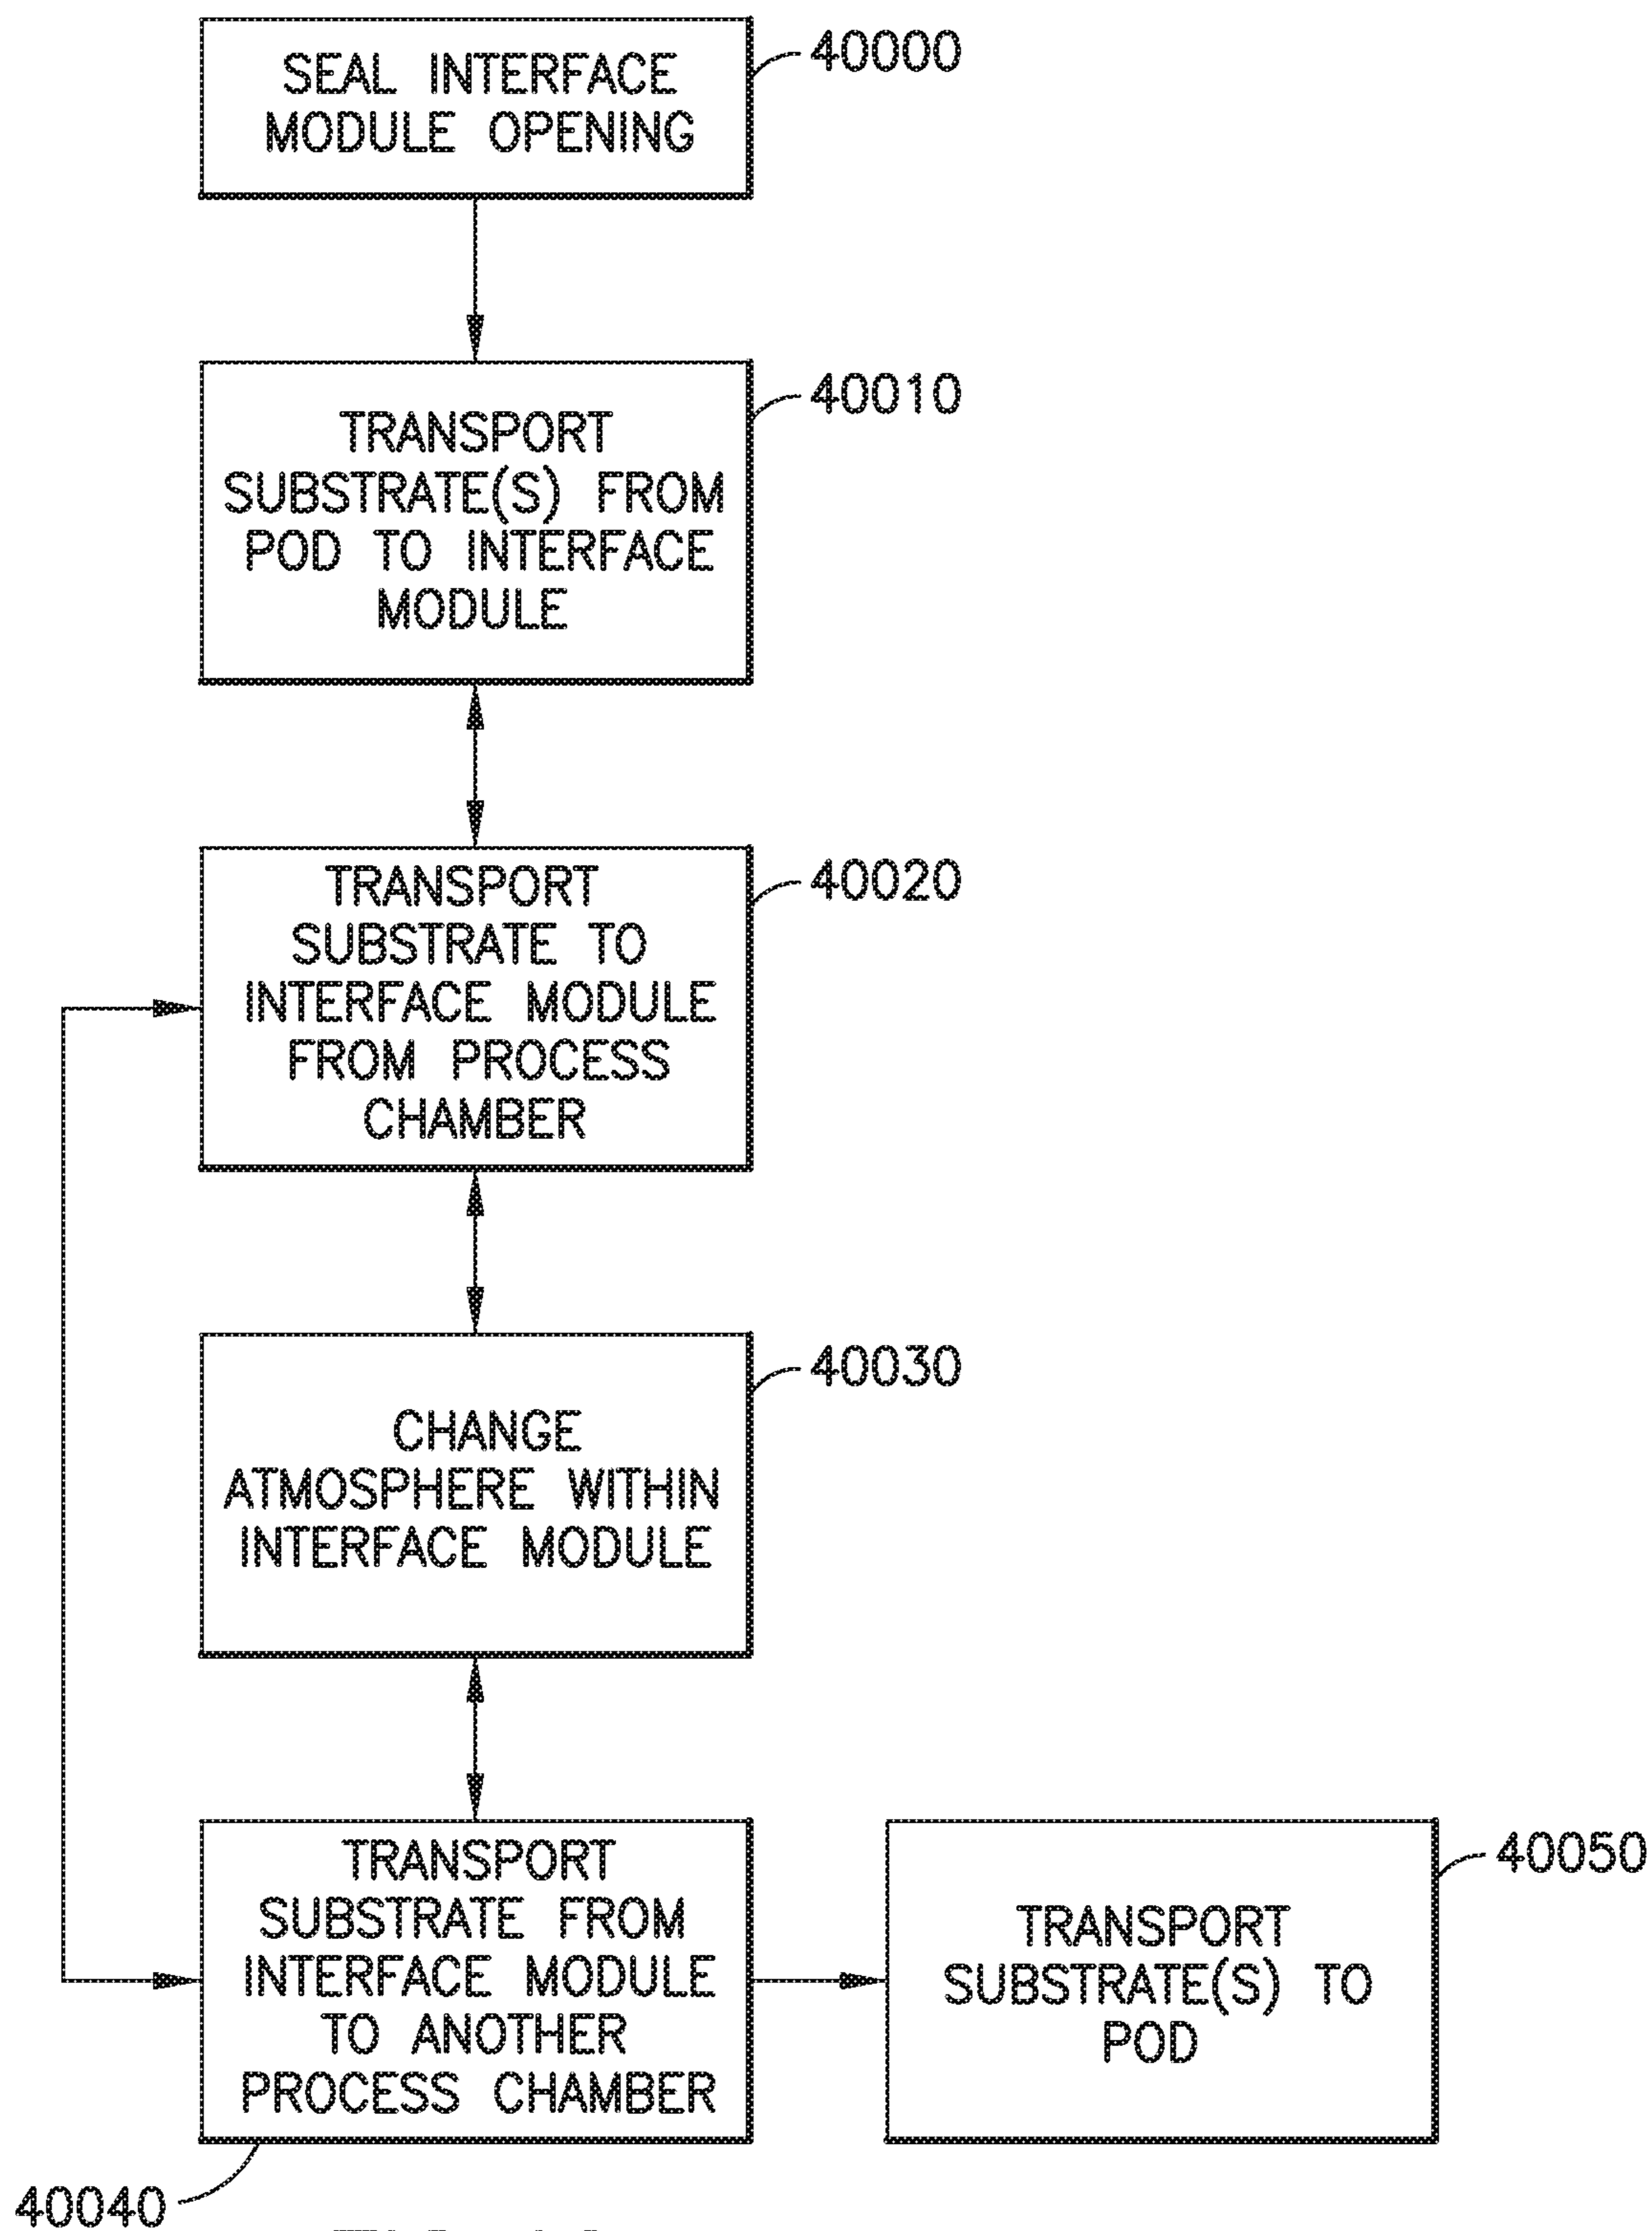 SEAL INTERFACE
MODULE OPENING
40000
TRANSPORT
SUBSTRATE(S) FROM
POD TO INTERFACE
MODULE
40010
TRANSPORT
SUBSTRATE TO
INTERFACE MODULE
FROM PROCESS
CHAMBER
40020
CHANGE
ATMOSPHERE WITHIN
INTERFACE MODULE
40030
TRANSPORT
SUBSTRATE FROM
INTERFACE MODULE
TO ANOTHER
PROCESS CHAMBER
40040
TRANSPORT
SUBSTRATE(S) TO
POD
40050